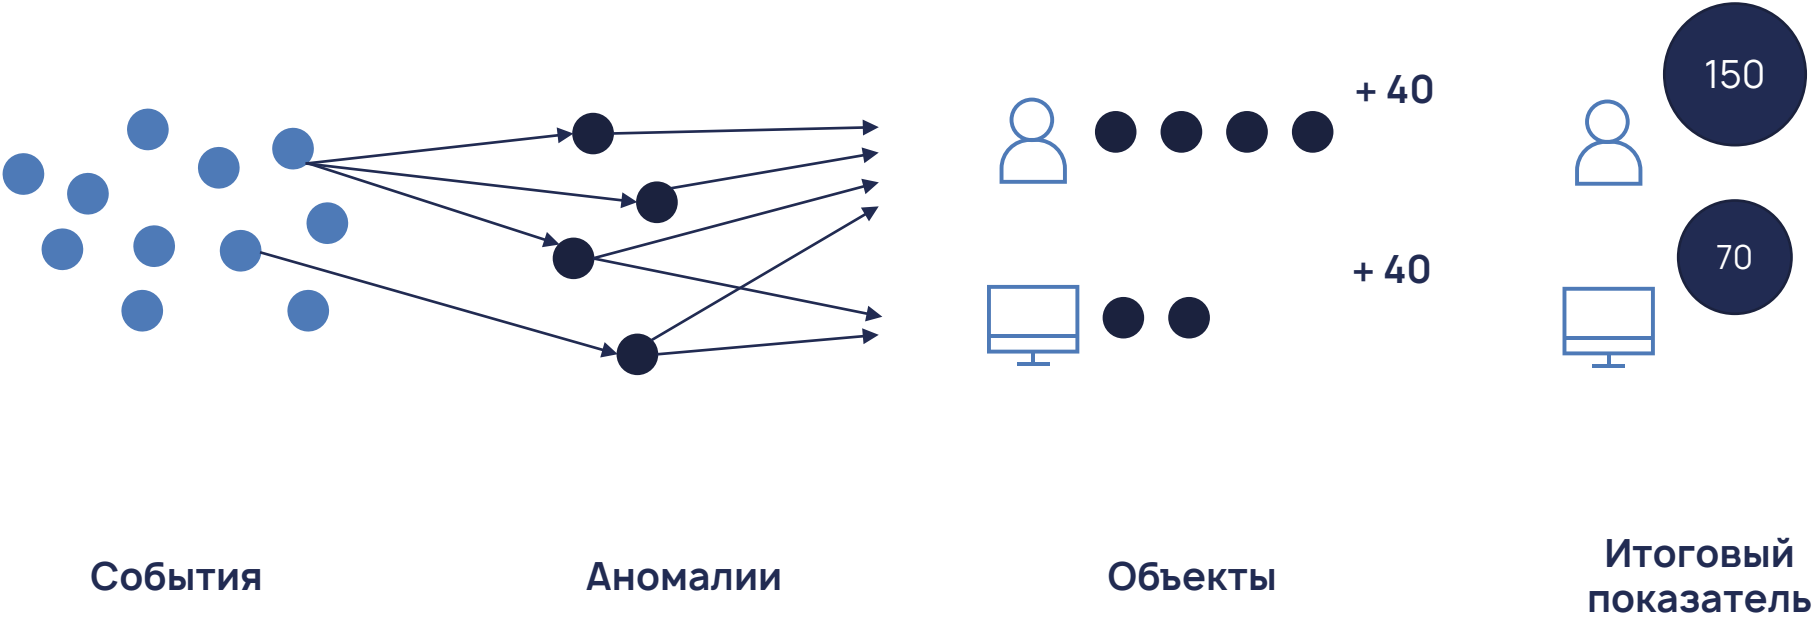 + 40
150
+ 40
70
События
Аномалии
Объекты
Итоговый
показатель